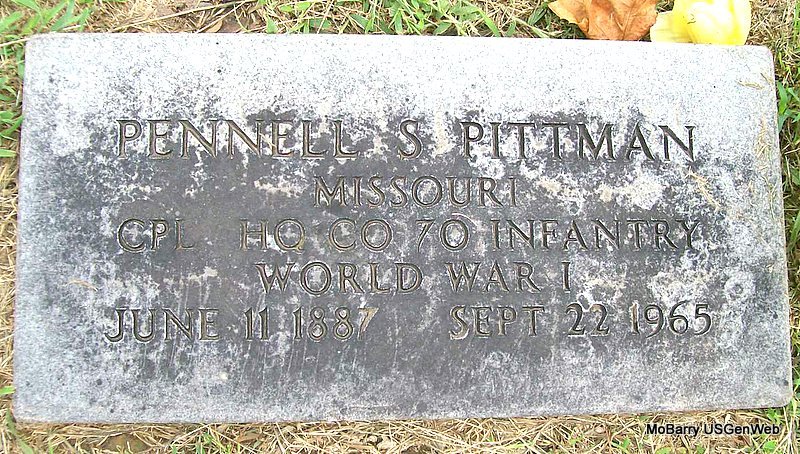 PENNELL S PITTMAN
MISSOURI
CPL HQ CO 70 INFANTRY
WORLD WAR I
JUNE 11 1887 SEPT 22 1965
MoBarry USGenWeb